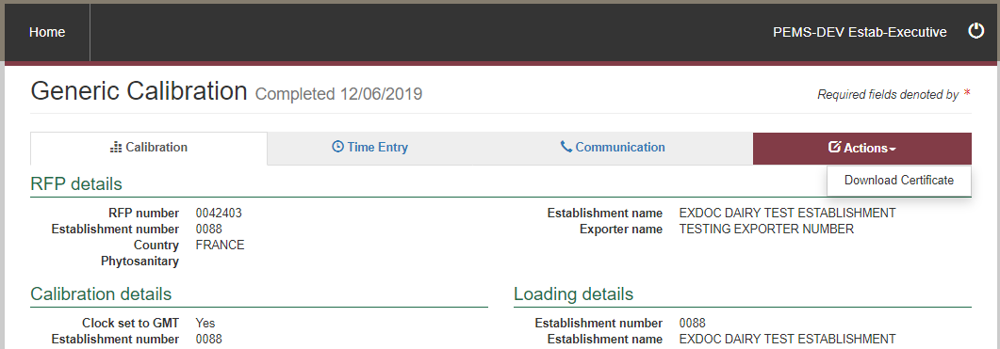 Home
PEMS-DEV Estab-Executive
Generic Calibration Completed 12/06/2019
Required fields denoted by *
Calibration
Time Entry
Communication
Actions
Download Certificate
RFP details
RFP number 0042403
Establishment number 0088
Country FRANCE
Phytosanitary
Establishment name EXDOC DAIRY TEST ESTABLISHMENT
Exporter name TESTING EXPORTER NUMBER
Calibration details
Clock set to GMT Yes
Establishment number 0088
Loading details
Establishment number 0088
Establishment name EXDOC DAIRY TEST ESTABLISHMENT